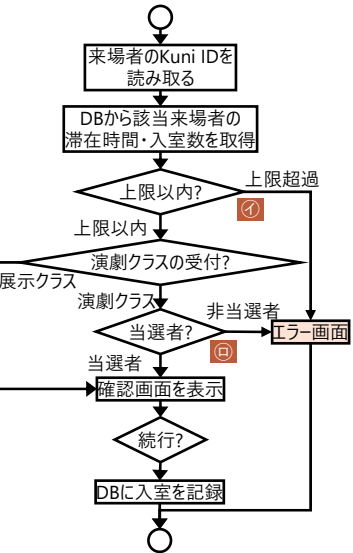 来場者のKuni IDを
読み取る
DBから該当来場者の
滞在時間・入室数を取得
上限以内?
上限超過
㋑
上限以内
演劇クラスの受付?
展示クラス
演劇クラス
非当選者
当選者?
エラー画面
㋺
当選者
確認画面を表示
続行?
DBに入室を記録